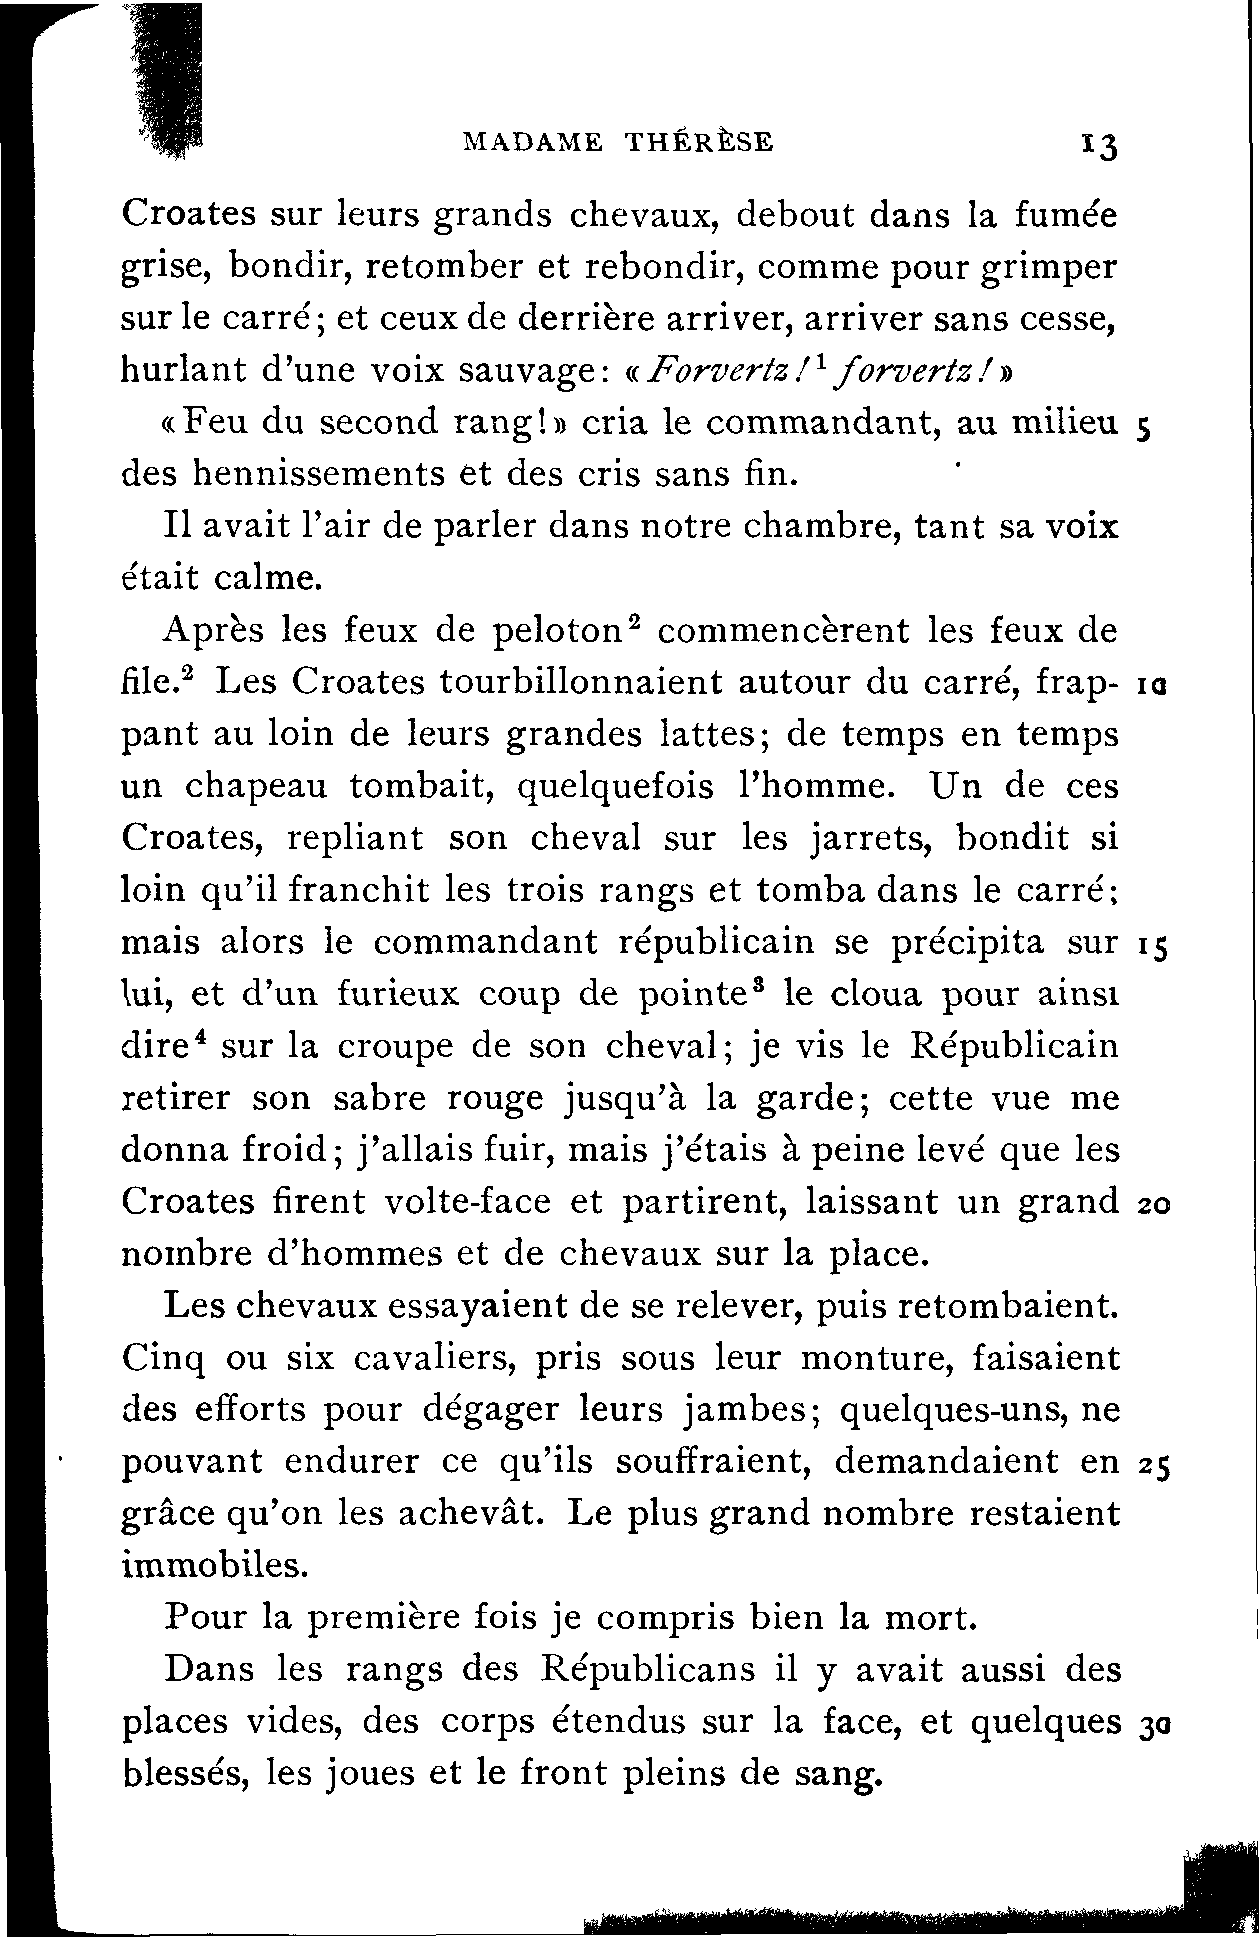 MADAME THÉRÈSE 13
Croates sur leurs grands chevaux, debout dans la fumée
grise, bondir, retomber et rebondir, comme pour grimper
sur le carré; et ceux de derrière arriver, arriver sans cesse,
hurlant d'une voix sauvage: «Forvertz!¹ forvertz!»
«Feu du second rang!» cria le commandant, au milieu 5
des hennissements et des cris sans fin.
Il avait l'air de parler dans notre chambre, tant sa voix
était calme.
Après les feux de peloton² commencèrent les feux de
file.² Les Croates tourbillonnaient autour du carré, frap- 10
pant au loin de leurs grandes lattes; de temps en temps
un chapeau tombait, quelquefois l'homme. Un de ces
Croates, repliant son cheval sur les jarrets, bondit si
loin qu'il franchit les trois rangs et tomba dans le carré;
mais alors le commandant républicain se précipita sur 15
lui, et d'un furieux coup de pointe³ le cloua pour ainsi
dire⁴ sur la croupe de son cheval; je vis le Républicain
retirer son sabre rouge jusqu'à la garde; cette vue me
donna froid; j'allais fuir, mais j'étais à peine levé que les
Croates firent volte-face et partirent, laissant un grand 20
nombre d'hommes et de chevaux sur la place.
Les chevaux essayaient de se relever, puis retombaient.
Cinq ou six cavaliers, pris sous leur monture, faisaient
des efforts pour dégager leurs jambes; quelques-uns, ne
pouvant endurer ce qu'ils souffraient, demandaient en 25
grâce qu'on les achevât. Le plus grand nombre restaient
immobiles.
Pour la première fois je compris bien la mort.
Dans les rangs des Républicans il y avait aussi des
places vides, des corps étendus sur la face, et quelques 30
blessés, les joues et le front pleins de sang.